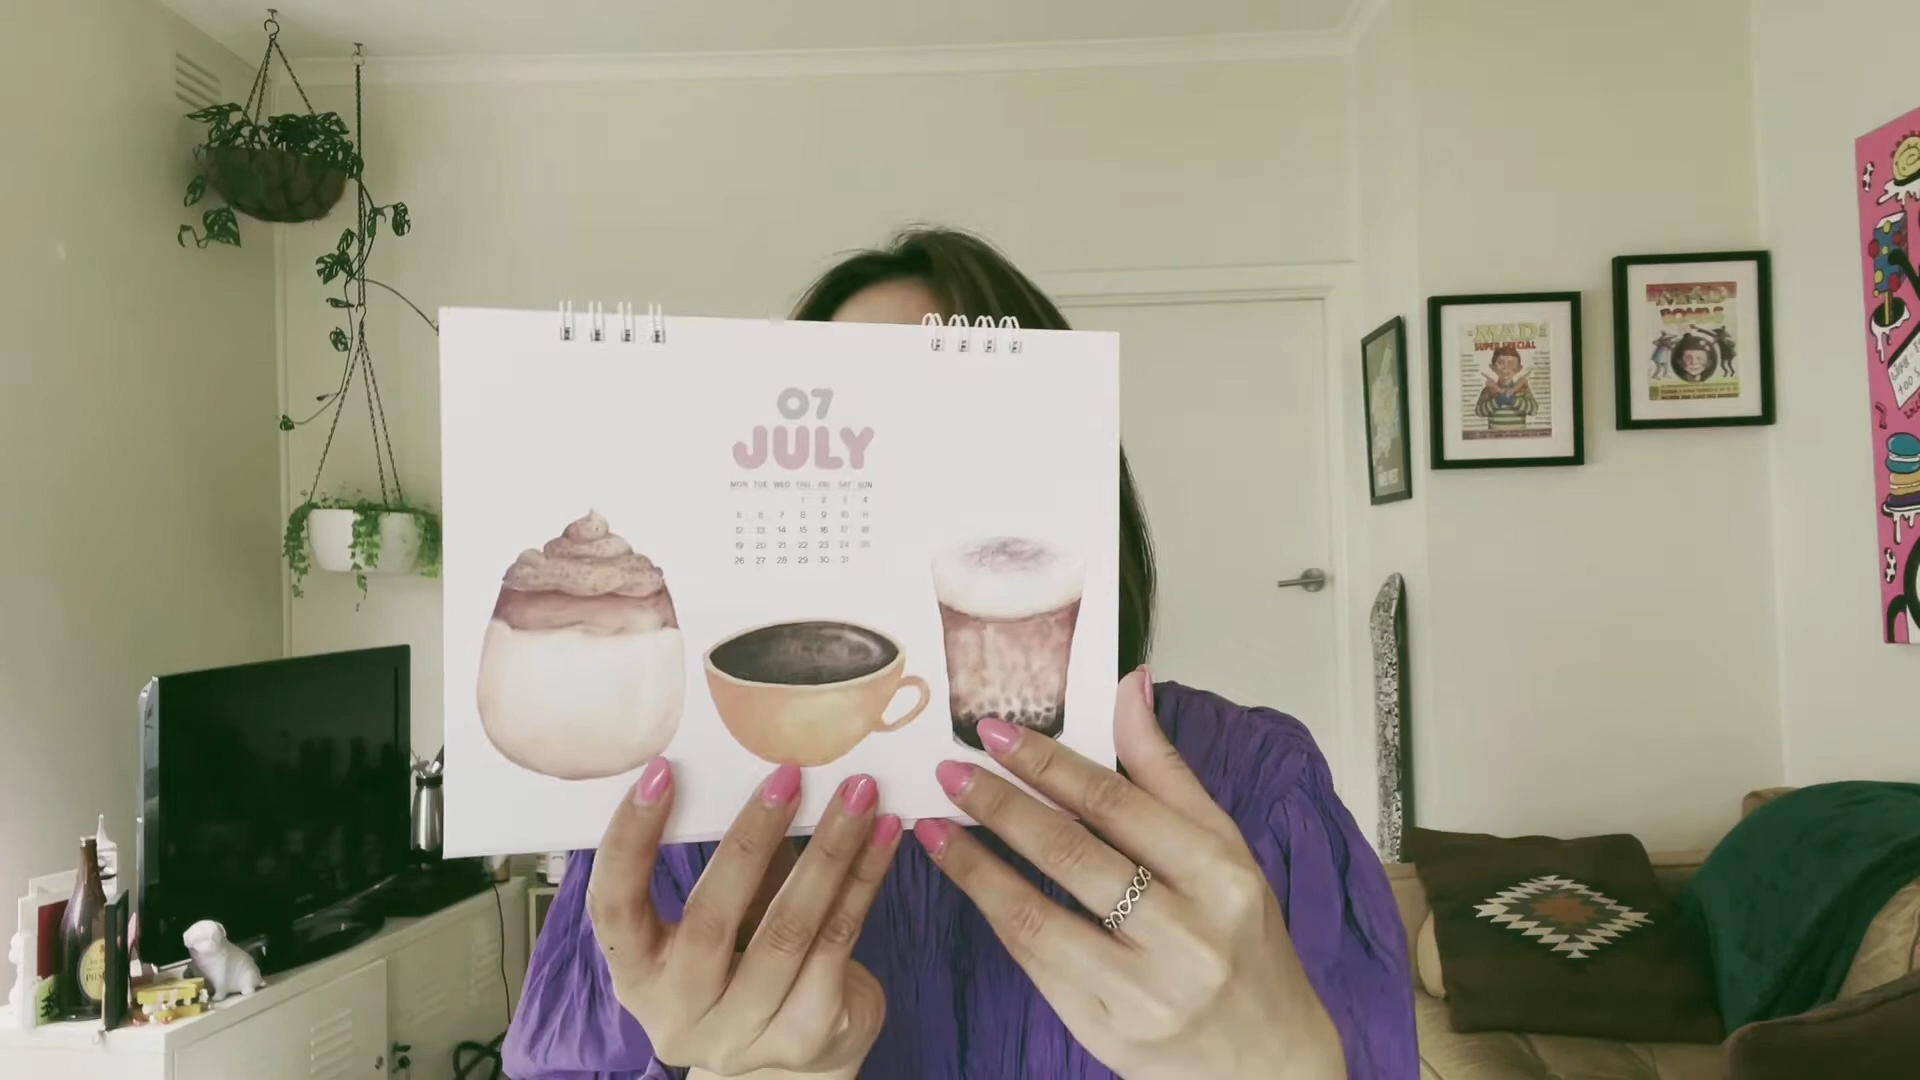 07
JULY
MON TUE WED THU FRI SAT SUN
1 2 3 4
5 6 7 8 9 10 11
12 13 14 15 16 17 18
19 20 21 22 23 24 25
26 27 28 29 30 31
MAD
SUPER SPECIAL
MAD